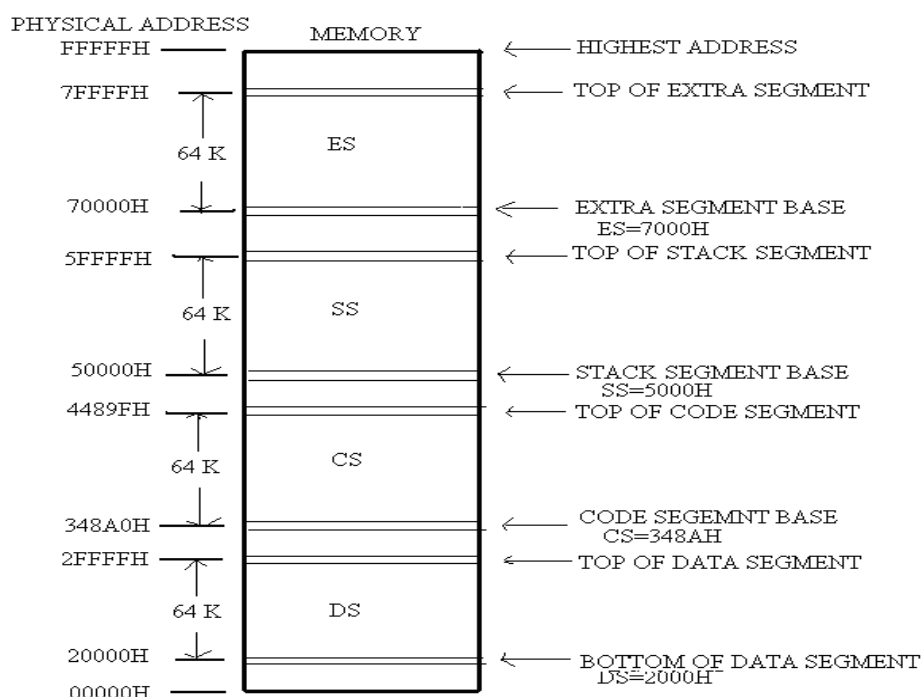 PHYSICAL ADDRESS
MEMORY
FFFFFH
HIGHEST ADDRESS
7FFFFH
TOP OF EXTRA SEGMENT
ES
64 K
70000H
EXTRA SEGMENT BASE
ES=7000H
5FFFFH
TOP OF STACK SEGMENT
SS
64 K
50000H
STACK SEGMENT BASE
SS=5000H
4489FH
TOP OF CODE SEGMENT
CS
64 K
348A0H
CODE SEGEMNT BASE
CS=348AH
2FFFFH
TOP OF DATA SEGMENT
DS
64 K
20000H
BOTTOM OF DATA SEGMENT
DS=2000H
00000H